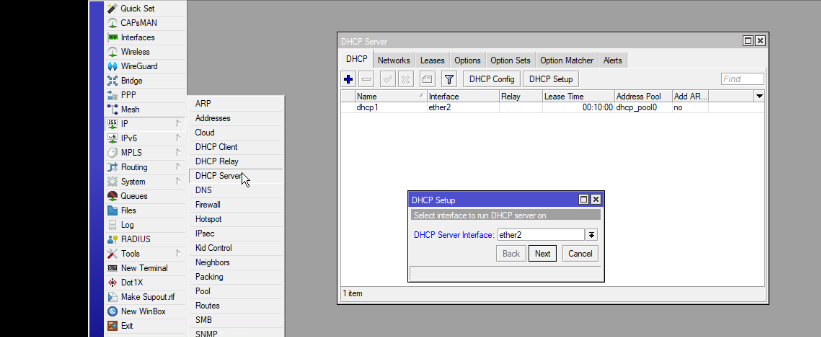 Quick Set
CAPsMAN
Interfaces
Wireless
WireGuard
Bridge
PPP
Mesh
IP
IPv6
MPLS
Routing
System
Queues
Files
Log
RADIUS
Tools
New Terminal
Dot1X
Make Supout.rif
New WinBox
Exit
ARP
Addresses
Cloud
DHCP Client
DHCP Relay
DHCP Server
DNS
Firewall
Hotspot
IPsec
Kid Control
Neighbors
Packing
Pool
Routes
SMB
SNMP
DHCP Server
DHCP Networks Leases Options Option Sets Option Matcher Alerts
DHCP Config DHCP Setup Find
Name Interface Relay Lease Time Address Pool Add AR...
dhcp1 ether2 00:10:00 dhcp_pool0 no
DHCP Setup
Select interface to run DHCP server on
DHCP Server Interface: ether2
Back Next Cancel
1 item